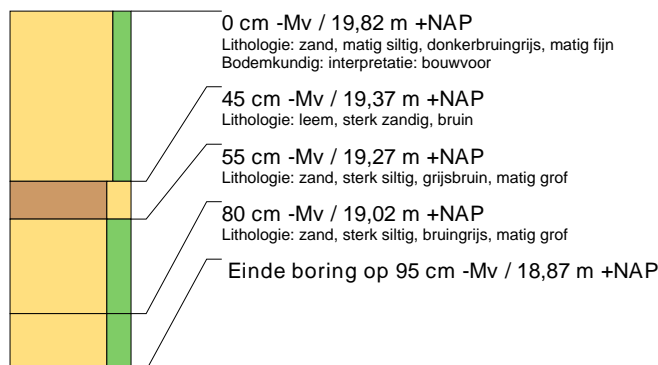 0 cm -Mv / 19,82 m +NAP
Lithologie: zand, matig siltig, donkerbruingrijs, matig fijn
Bodemkundig: interpretatie: bouwvoor
45 cm -Mv / 19,37 m +NAP
Lithologie: leem, sterk zandig, bruin
55 cm -Mv / 19,27 m +NAP
Lithologie: zand, sterk siltig, grijsbruin, matig grof
80 cm -Mv / 19,02 m +NAP
Lithologie: zand, sterk siltig, bruingrijs, matig grof
Einde boring op 95 cm -Mv / 18,87 m +NAP